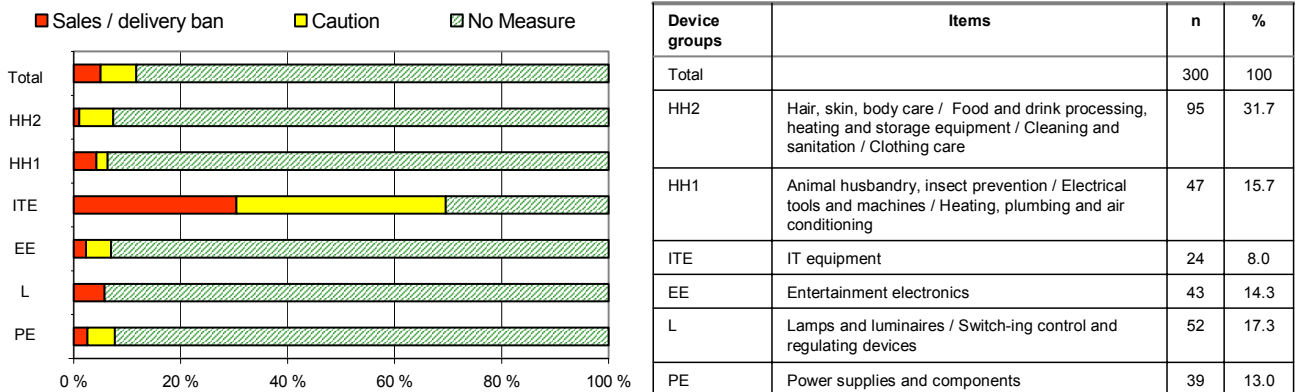 Sales / delivery ban Caution No Measure
Total
HH2
HH1
ITE
EE
L
PE
0 % 20 % 40 % 60 % 80 % 100 %
Device groups Items n %
Total 300 100
HH2 Hair, skin, body care / Food and drink processing, 95 31.7
heating and storage equipment / Cleaning and
sanitation / Clothing care
HH1 Animal husbandry, insect prevention / Electrical 47 15.7
tools and machines / Heating, plumbing and air
conditioning
ITE IT equipment 24 8.0
EE Entertainment electronics 43 14.3
L Lamps and luminaires / Switch-ing control and 52 17.3
regulating devices
PE Power supplies and components 39 13.0